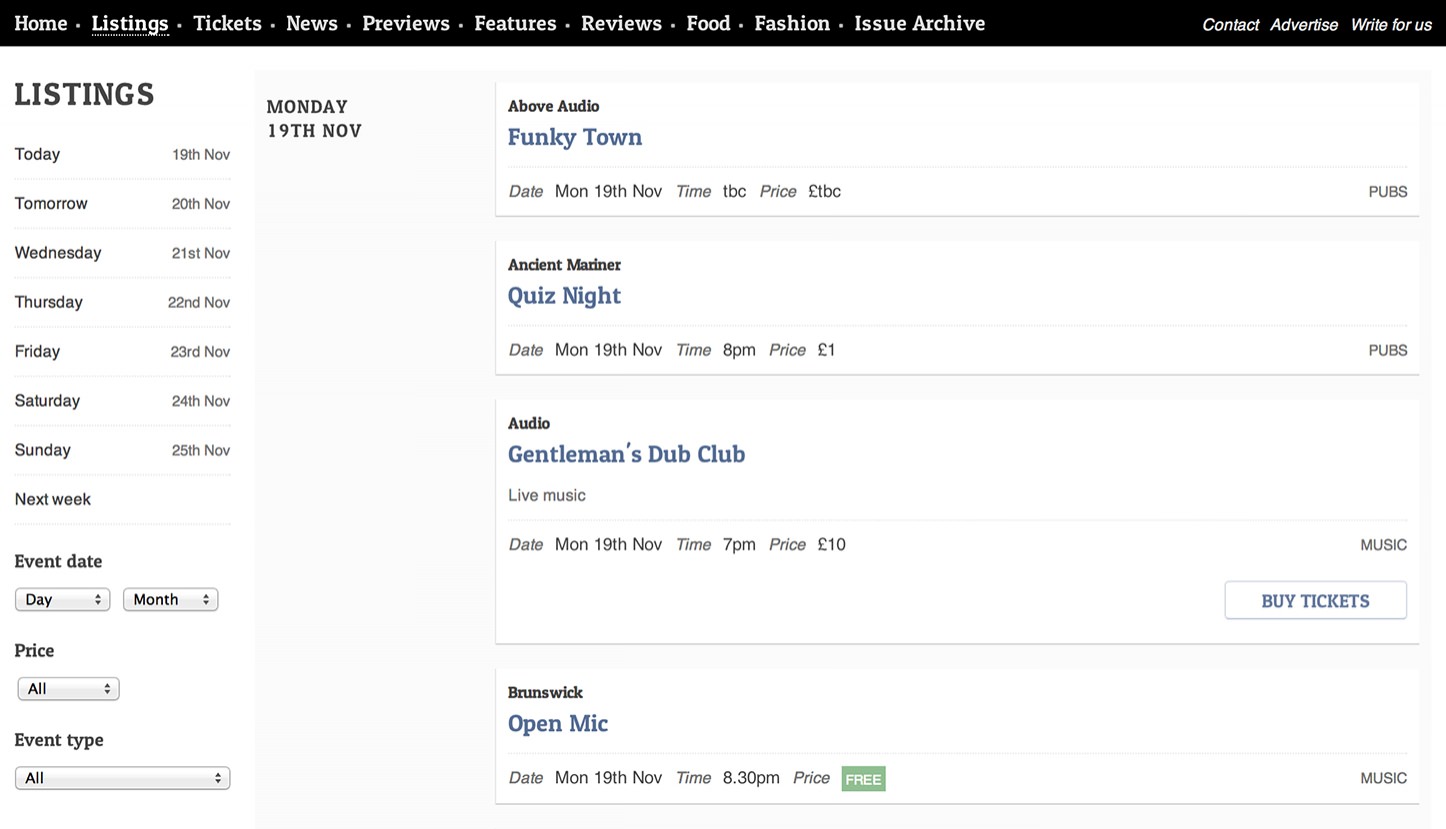 Home · Listings · Tickets · News · Previews · Features · Reviews · Food · Fashion · Issue Archive Contact Advertise Write for us
LISTINGS
Today 19th Nov
Tomorrow 20th Nov
Wednesday 21st Nov
Thursday 22nd Nov
Friday 23rd Nov
Saturday 24th Nov
Sunday 25th Nov
Next week
Event date
Day Month
Price
All
Event type
All
MONDAY
19TH NOV
Above Audio
Funky Town
Date Mon 19th Nov Time tbc Price £tbc PUBS
Ancient Mariner
Quiz Night
Date Mon 19th Nov Time 8pm Price £1 PUBS
Audio
Gentleman's Dub Club
Live music
Date Mon 19th Nov Time 7pm Price £10 MUSIC
BUY TICKETS
Brunswick
Open Mic
Date Mon 19th Nov Time 8.30pm Price FREE MUSIC